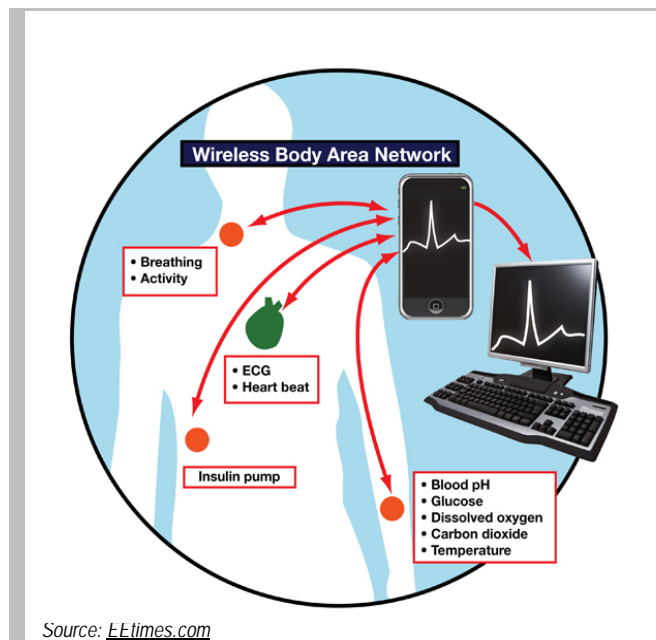 Wireless Body Area Network
• Breathing
• Activity
• ECG
• Heart beat
Insulin pump
• Blood pH
• Glucose
• Dissolved oxygen
• Carbon dioxide
• Temperature
Source: EEtimes.com